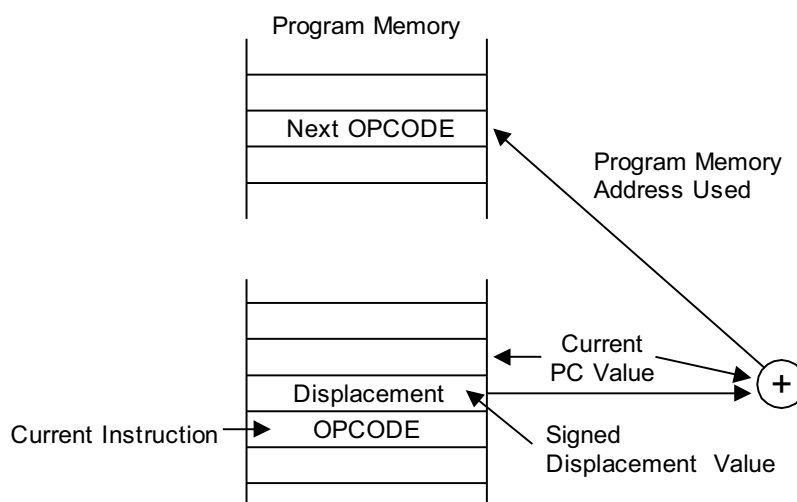 Program Memory
Next OPCODE
Program Memory
Address Used
Current
PC Value
+
Displacement
Current Instruction
OPCODE
Signed
Displacement Value